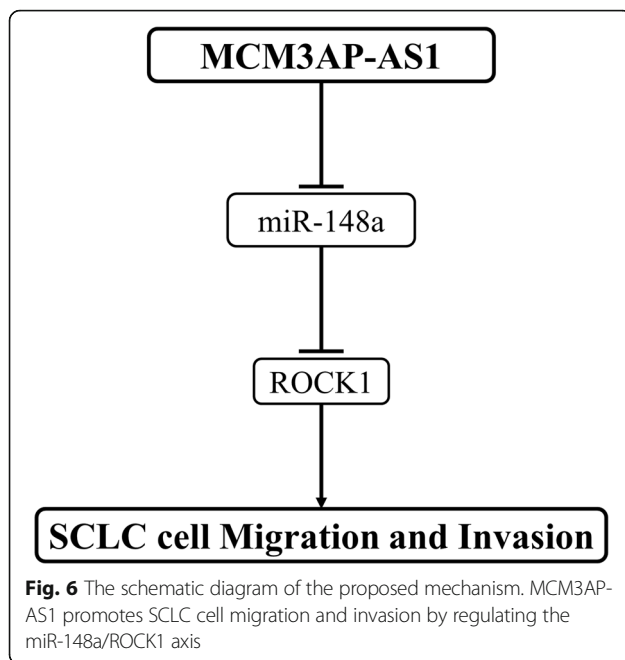 MCM3AP-AS1
miR-148a
ROCK1
SCLC cell Migration and Invasion
Fig. 6 The schematic diagram of the proposed mechanism. MCM3AP-
AS1 promotes SCLC cell migration and invasion by regulating the
miR-148a/ROCK1 axis